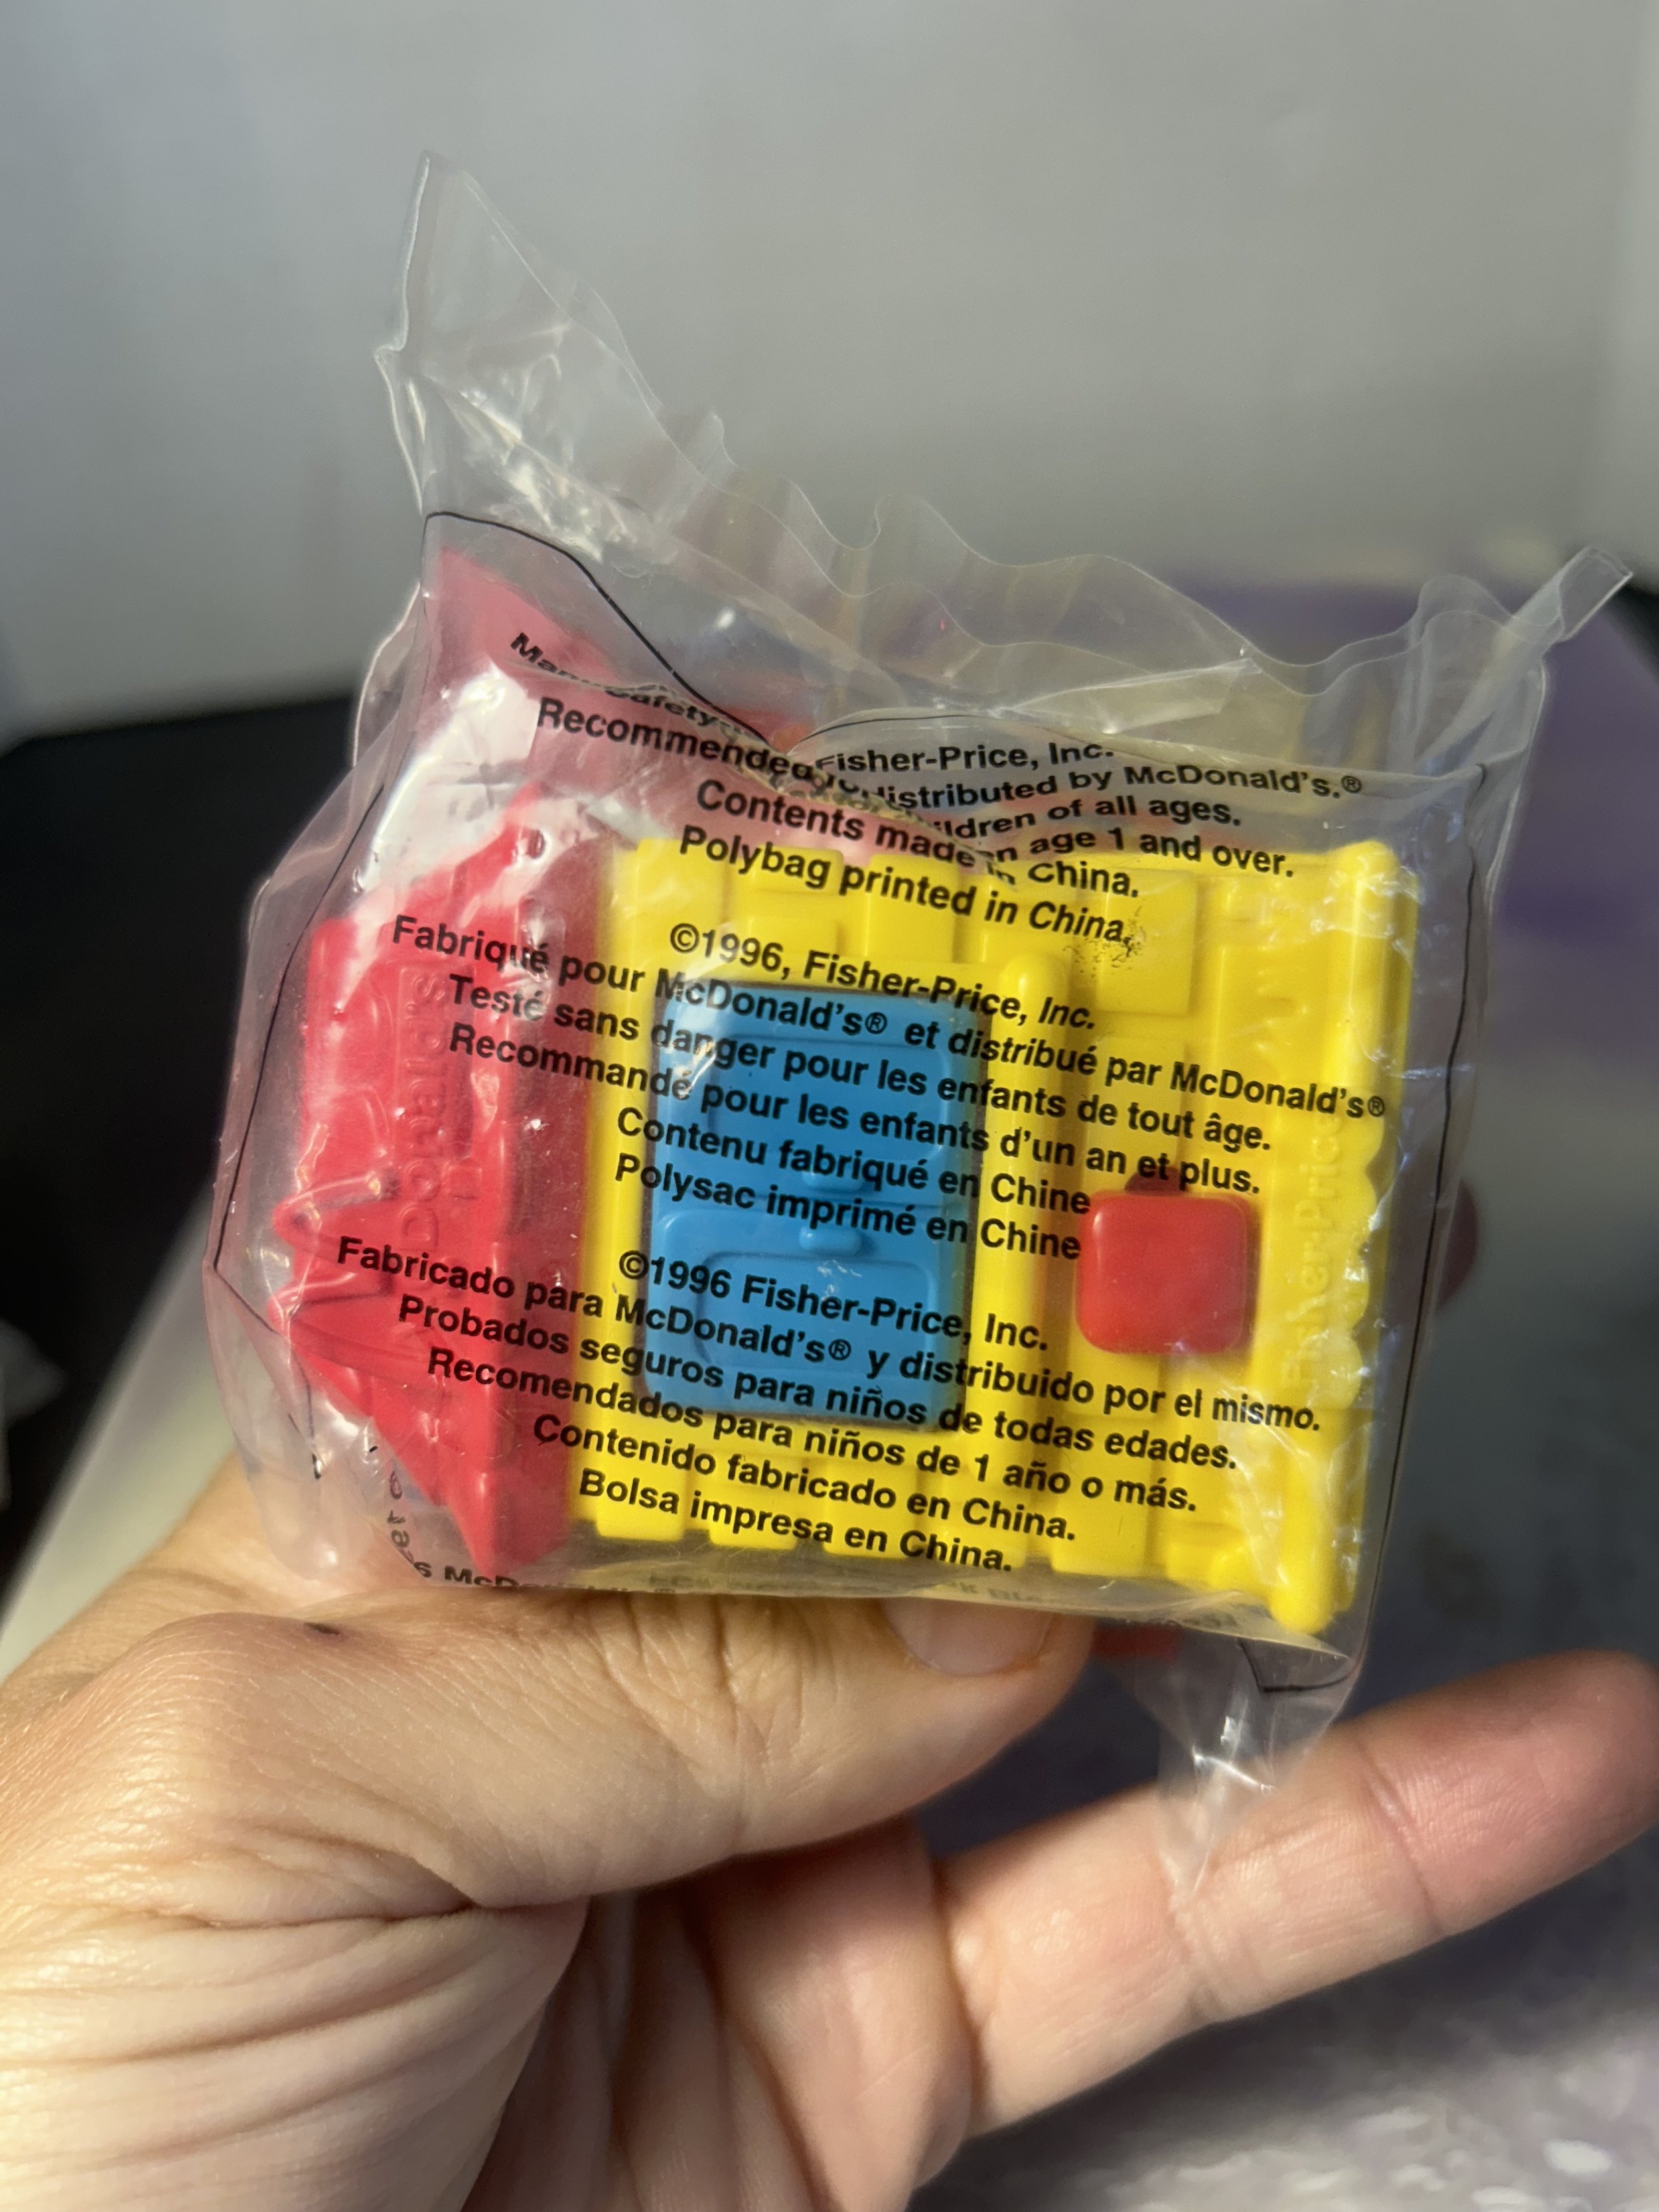 Safety-
Recommended
Fisher-Price, Inc.
distributed by McDonald's.®
children of all ages.
age 1 and over.
Contents made in China.
Polybag printed in China.
©1996, Fisher-Price, Inc.
Fabriqué pour McDonald's® et distribué par McDonald's®
Testé sans danger pour les enfants de tout âge.
Recommandé pour les enfants d'un an et plus.
Contenu fabriqué en Chine
Polysac imprimé en Chine
©1996 Fisher-Price, Inc.
Fabricado para McDonald's® y distribuido por el mismo.
Probados seguros para niños de todas edades.
Recomendados para niños de 1 año o más.
Contenido fabricado en China.
Bolsa impresa en China.
McDonald's
Fisher-Price